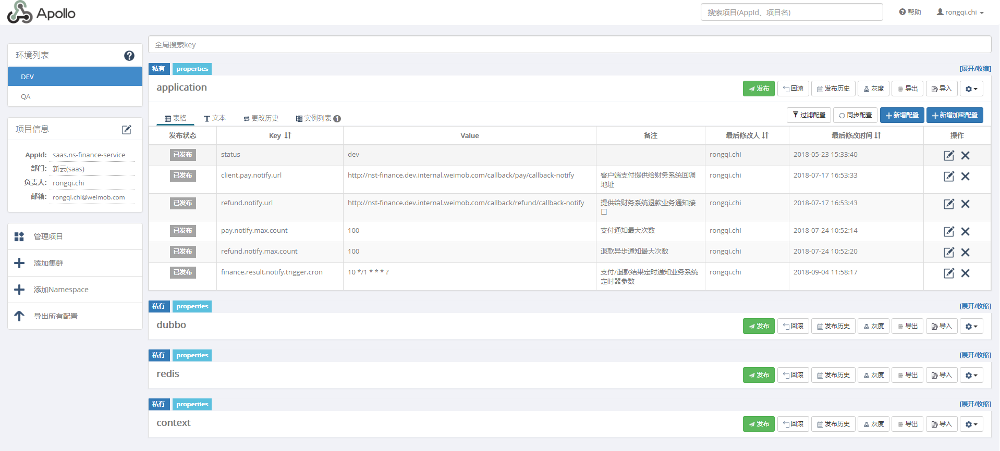 Apollo
搜索项目(AppId、项目名)
帮助
rongqi.chi
环境列表
DEV
QA
项目信息
AppId: saas.ns-finance-service
部门: 新云(saas)
负责人: rongqi.chi
邮箱: rongqi.chi@weimob.com
管理项目
添加集群
添加Namespace
导出所有配置
全局搜索key
私有 properties [展开/收缩]
application 发布 回滚 发布历史 灰度 导出 导入
表格 文本 更改历史 实例列表 1 过滤配置 同步配置 新增配置 新增加密配置
发布状态 Key Value 备注 最后修改人 最后修改时间 操作
已发布 status dev rongqi.chi 2018-05-23 15:33:40
已发布 client.pay.notify.url http://nst-finance.dev.internal.weimob.com/callback/pay/callback-notify 客户端支付提供给财务系统回调 rongqi.chi 2018-07-17 16:53:33
地址
已发布 refund.notify.url http://nst-finance.dev.internal.weimob.com/callback/refund/callback-notify 提供给财务系统退款业务通知接 rongqi.chi 2018-07-17 16:53:43
口
已发布 pay.notify.max.count 100 支付通知最大次数 rongqi.chi 2018-07-24 10:52:14
已发布 refund.notify.max.count 100 退款异步通知最大次数 rongqi.chi 2018-07-24 10:52:20
已发布 finance.result.notify.trigger.cron 10 */1 * * * ? 支付/退款结果定时通知业务系统 rongqi.chi 2018-09-04 11:58:17
定时器参数
私有 properties [展开/收缩]
dubbo 发布 回滚 发布历史 灰度 导出 导入
私有 properties [展开/收缩]
redis 发布 回滚 发布历史 灰度 导出 导入
私有 properties [展开/收缩]
context 发布 回滚 发布历史 灰度 导出 导入